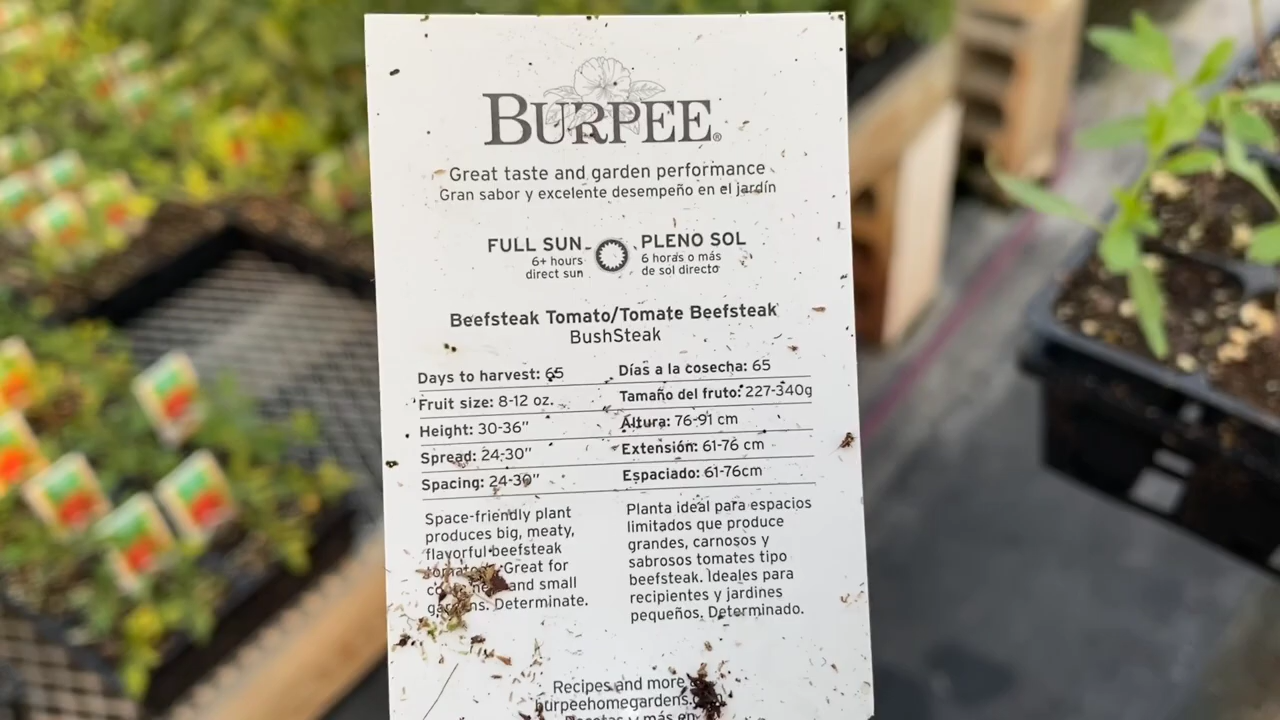 BURPEE®
Great taste and garden performance
Gran sabor y excelente desempeño en el jardín
FULL SUN
6+ hours
direct sun
PLENO SOL
6 horas o más
de sol directo
Beefsteak Tomato/Tomate Beefsteak
BushSteak
Days to harvest: 65
Fruit size: 8-12 oz.
Height: 30-36"
Spread: 24-30"
Spacing: 24-30"
Días a la cosecha: 65
Tamaño del fruto: 227-340g
Altura: 76-91 cm
Extensión: 61-76 cm
Espaciado: 61-76cm
Space-friendly plant
produces big, meaty,
flavorful beefsteak
Great for
and small
gardens. Determinate.
Planta ideal para espacios
limitados que produce
grandes, carnosos y
sabrosos tomates tipo
beefsteak. Ideales para
recipientes y jardines
pequeños. Determinado.
Recipes and more
burpeehomegardens.
Recetas y más en